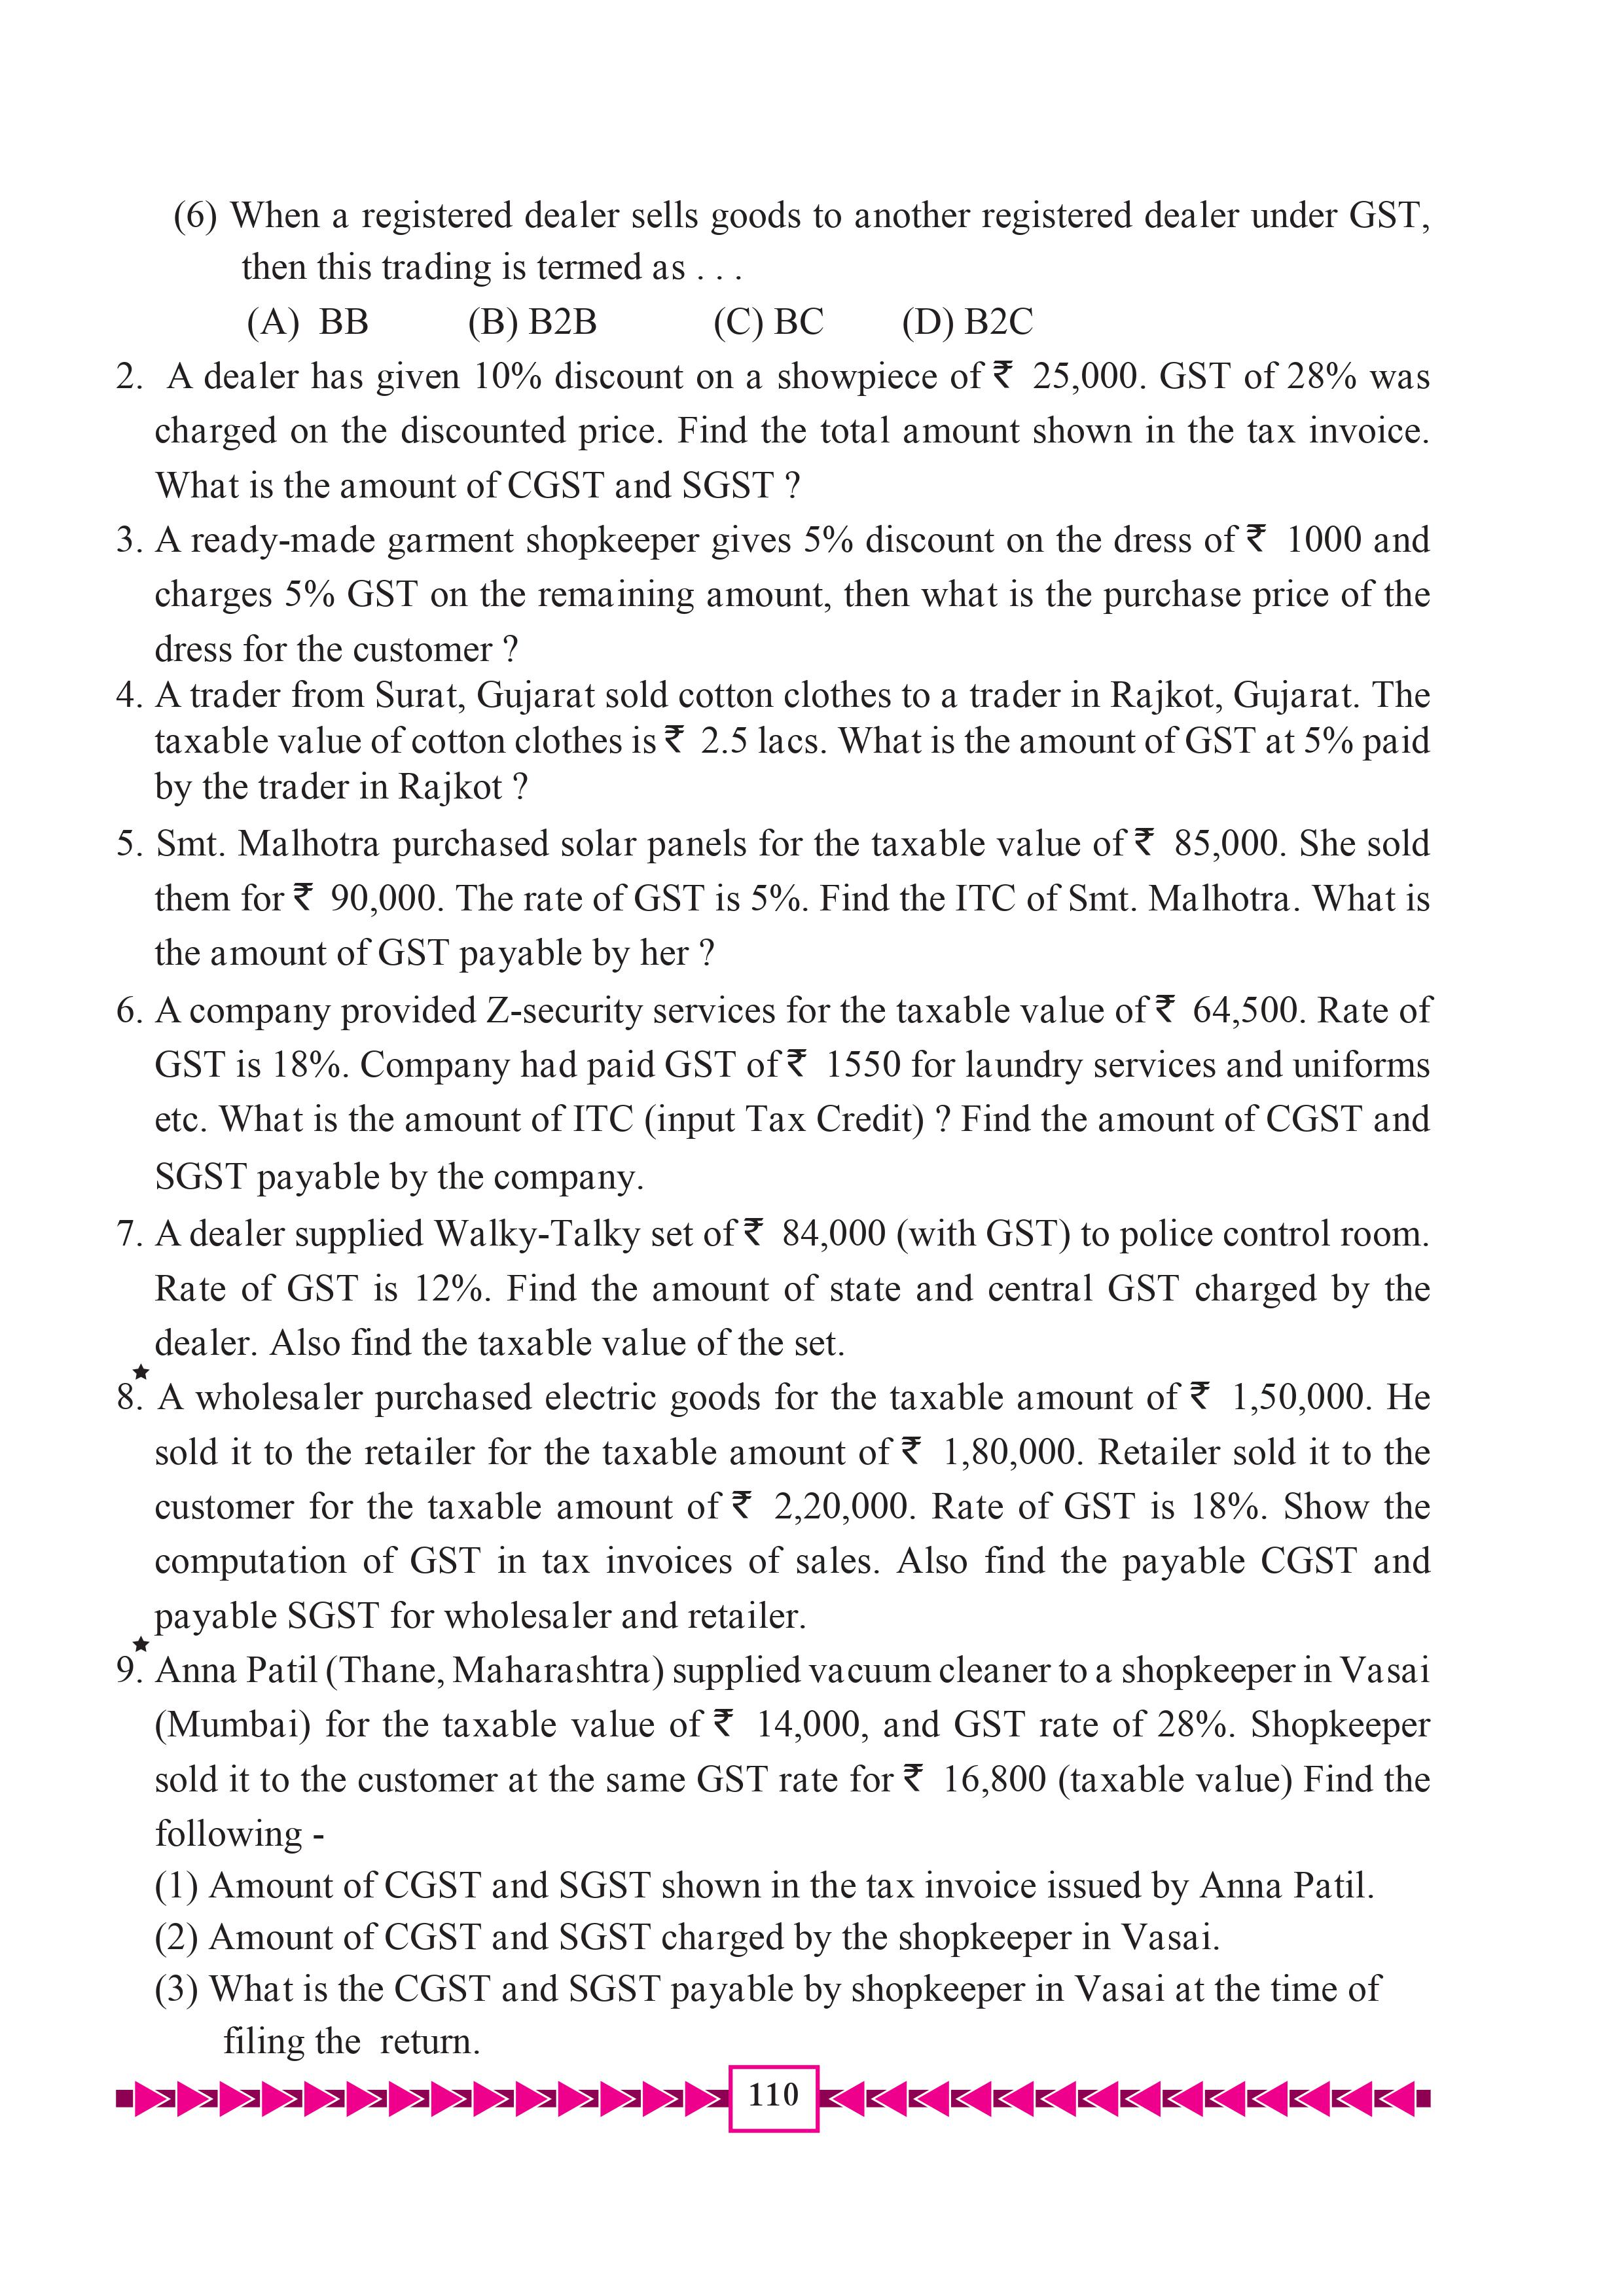 (6) When a registered dealer sells goods to another registered dealer under GST,
then this trading is termed as . . .
(A) BB (B) B2B (C) BC (D) B2C
2. A dealer has given 10% discount on a showpiece of ₹ 25,000. GST of 28% was
charged on the discounted price. Find the total amount shown in the tax invoice.
What is the amount of CGST and SGST ?
3. A ready-made garment shopkeeper gives 5% discount on the dress of ₹ 1000 and
charges 5% GST on the remaining amount, then what is the purchase price of the
dress for the customer ?
4. A trader from Surat, Gujarat sold cotton clothes to a trader in Rajkot, Gujarat. The
taxable value of cotton clothes is ₹ 2.5 lacs. What is the amount of GST at 5% paid
by the trader in Rajkot ?
5. Smt. Malhotra purchased solar panels for the taxable value of ₹ 85,000. She sold
them for ₹ 90,000. The rate of GST is 5%. Find the ITC of Smt. Malhotra. What is
the amount of GST payable by her ?
6. A company provided Z-security services for the taxable value of ₹ 64,500. Rate of
GST is 18%. Company had paid GST of ₹ 1550 for laundry services and uniforms
etc. What is the amount of ITC (input Tax Credit) ? Find the amount of CGST and
SGST payable by the company.
7. A dealer supplied Walky-Talky set of ₹ 84,000 (with GST) to police control room.
Rate of GST is 12%. Find the amount of state and central GST charged by the
dealer. Also find the taxable value of the set.
8.★ A wholesaler purchased electric goods for the taxable amount of ₹ 1,50,000. He
sold it to the retailer for the taxable amount of ₹ 1,80,000. Retailer sold it to the
customer for the taxable amount of ₹ 2,20,000. Rate of GST is 18%. Show the
computation of GST in tax invoices of sales. Also find the payable CGST and
payable SGST for wholesaler and retailer.
9.★ Anna Patil (Thane, Maharashtra) supplied vacuum cleaner to a shopkeeper in Vasai
(Mumbai) for the taxable value of ₹ 14,000, and GST rate of 28%. Shopkeeper
sold it to the customer at the same GST rate for ₹ 16,800 (taxable value) Find the
following -
(1) Amount of CGST and SGST shown in the tax invoice issued by Anna Patil.
(2) Amount of CGST and SGST charged by the shopkeeper in Vasai.
(3) What is the CGST and SGST payable by shopkeeper in Vasai at the time of
filing the return.
110